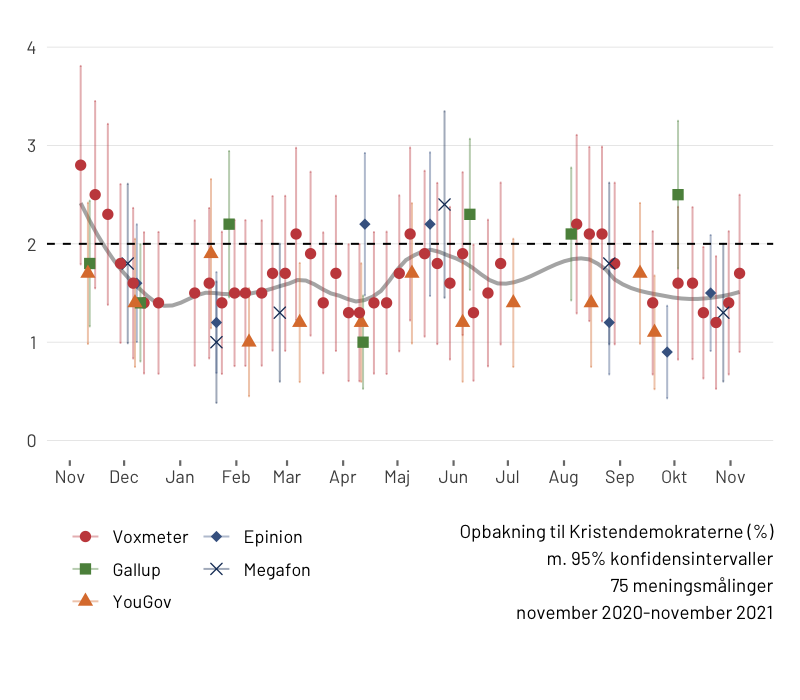 4
3
2
1
0
Nov Dec Jan Feb Mar Apr Maj Jun Jul Aug Sep Okt Nov
Voxmeter Epinion
Gallup Megafon
YouGov
Opbakning til Kristendemokraterne (%)
m. 95% konfidensintervaller
75 meningsmålinger
november 2020-november 2021